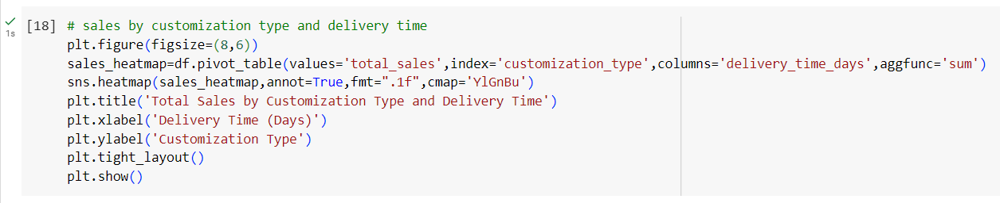 [18] # sales by customization type and delivery time
plt.figure(figsize=(8,6))
sales_heatmap=df.pivot_table(values='total_sales',index='customization_type',columns='delivery_time_days',aggfunc='sum')
sns.heatmap(sales_heatmap,annot=True,fmt=".1f",cmap='YlGnBu')
plt.title('Total Sales by Customization Type and Delivery Time')
plt.xlabel('Delivery Time (Days)')
plt.ylabel('Customization Type')
plt.tight_layout()
plt.show()
1s